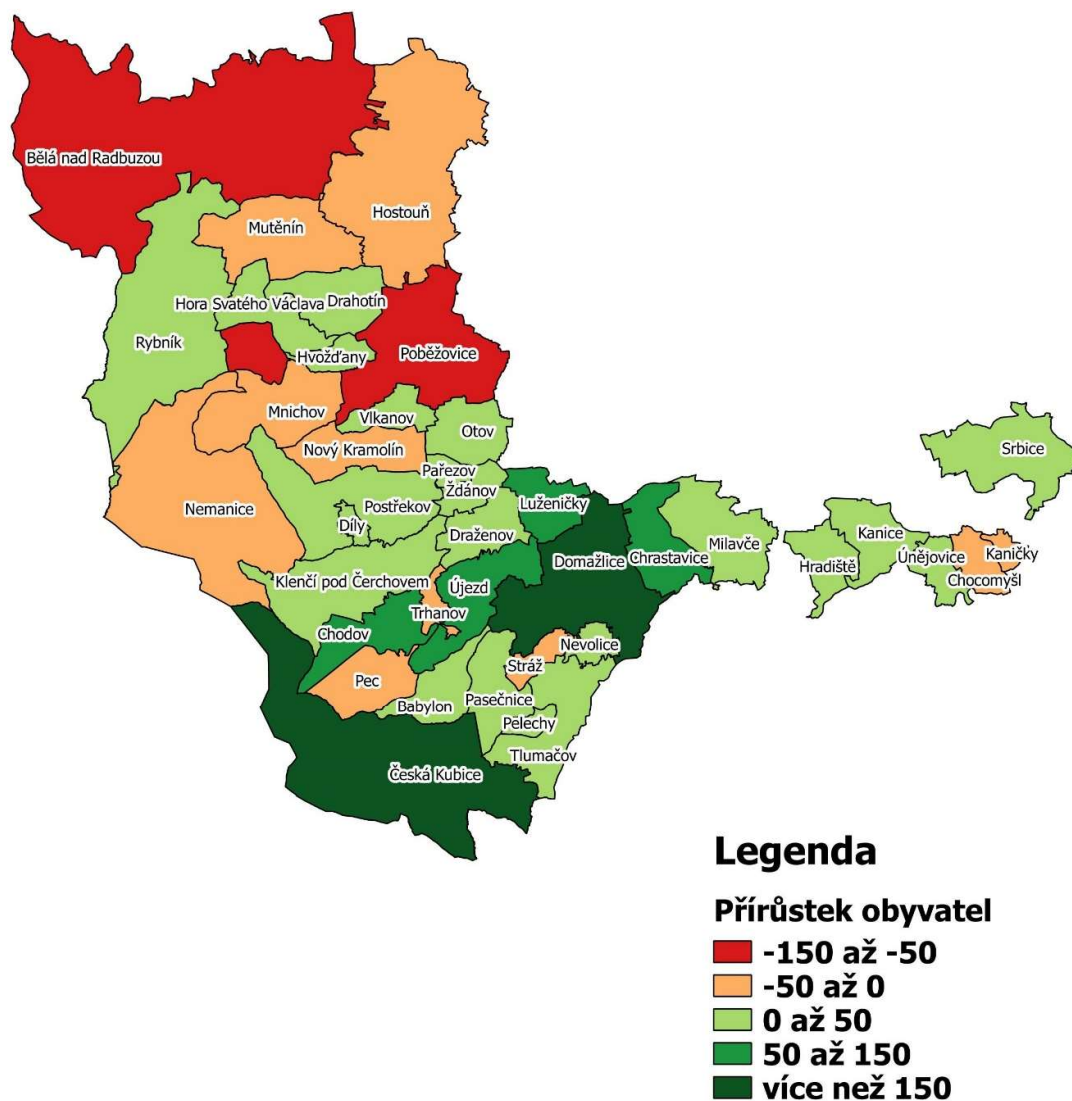 Bělá nad Radbuzou
Hostouň
Mutěnín
Hora Svatého Václava
Drahotín
Rybník
Hvožďany
Poběžovice
Mnichov
Vlkanov
Otov
Srbice
Nový Kramolín
Pařezov
Ždánov
Nemanice
Postřekov
Luženičky
Díly
Draženov
Domažlice
Chrastavice
Milavče
Kanice
Hradiště
Únějovice
Kaničky
Chocomyšl
Klenčí pod Čerchovem
Újezd
Trhanov
Chodov
Nevolice
Stráž
Pec
Babylon
Pasečnice
Pelechy
Tlumačov
Česká Kubice
Legenda
Přírůstek obyvatel
-150 až -50
-50 až 0
0 až 50
50 až 150
více než 150